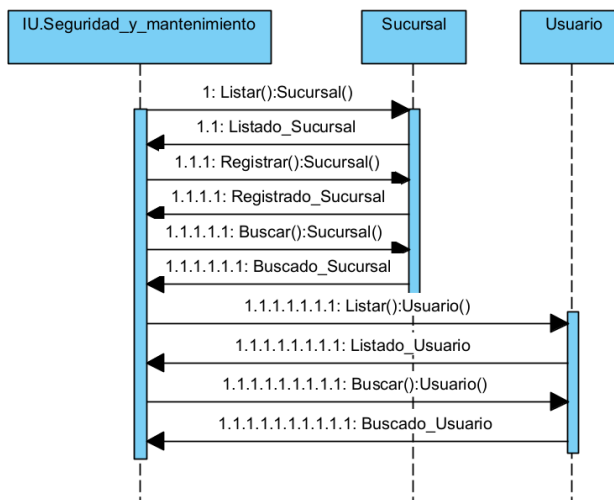 IU.Seguridad_y_mantenimiento
Sucursal
Usuario
1: Listar():Sucursal()
1.1: Listado_Sucursal
1.1.1: Registrar():Sucursal()
1.1.1.1: Registrado_Sucursal
1.1.1.1.1: Buscar():Sucursal()
1.1.1.1.1.1: Buscado_Sucursal
1.1.1.1.1.1.1: Listar():Usuario()
1.1.1.1.1.1.1.1: Listado_Usuario
1.1.1.1.1.1.1.1.1: Buscar():Usuario()
1.1.1.1.1.1.1.1.1.1: Buscado_Usuario